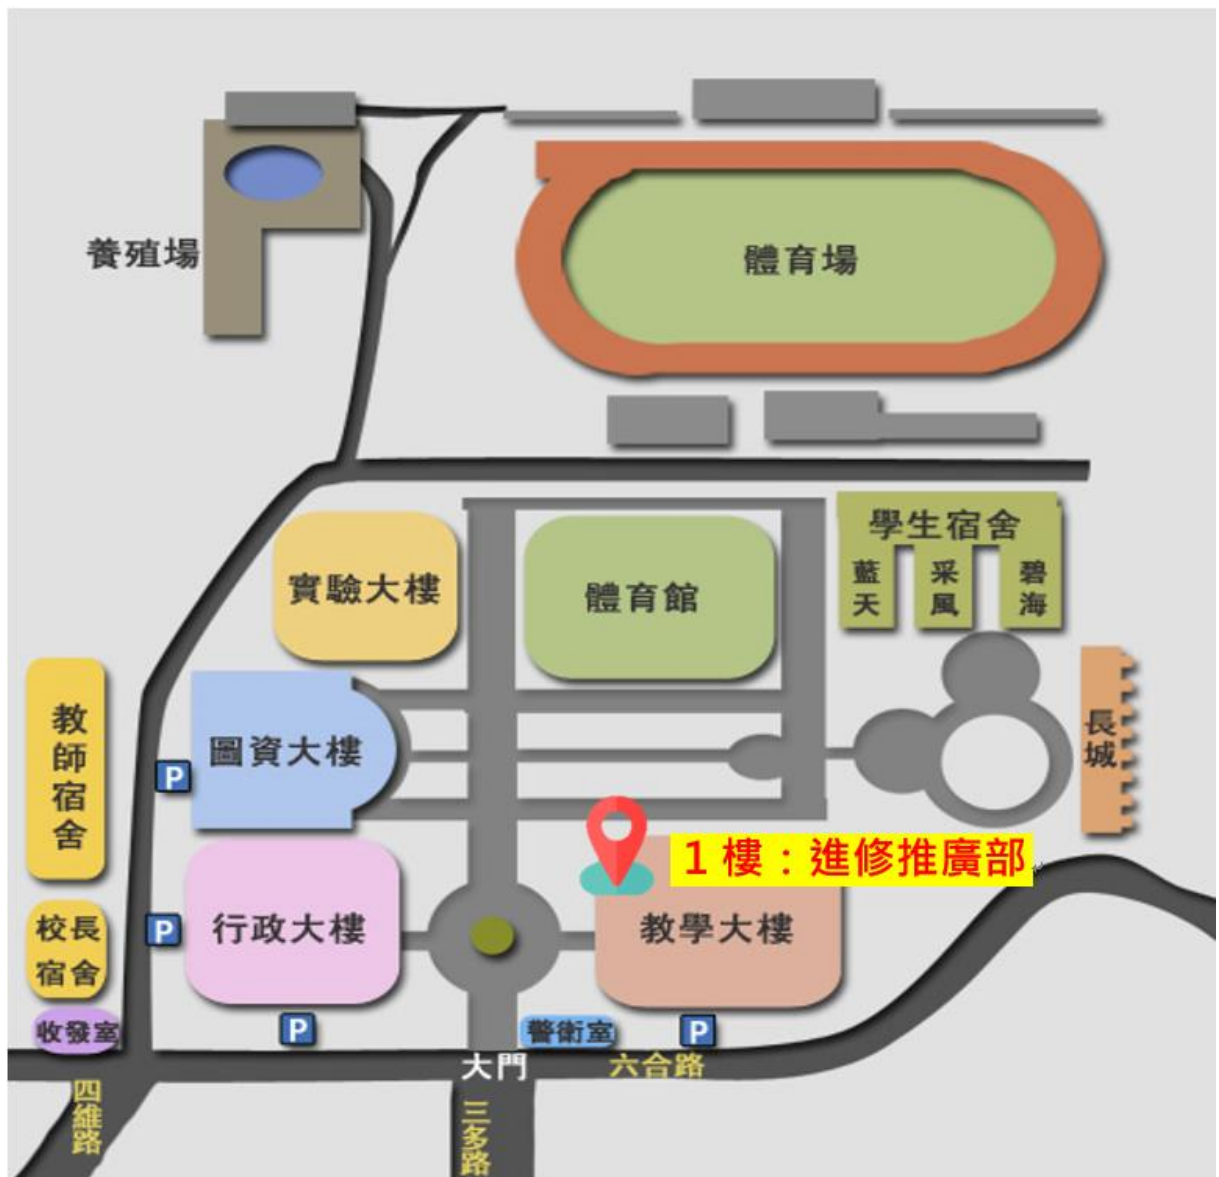 養殖場
體育場
學生宿舍
藍天
采風
碧海
實驗大樓
體育館
教師宿舍
圖資大樓
P
長城
1樓：進修推廣部
行政大樓
教學大樓
P
校長
宿舍
收發室
P
警衛室
P
大門
六合路
四維路
三多路